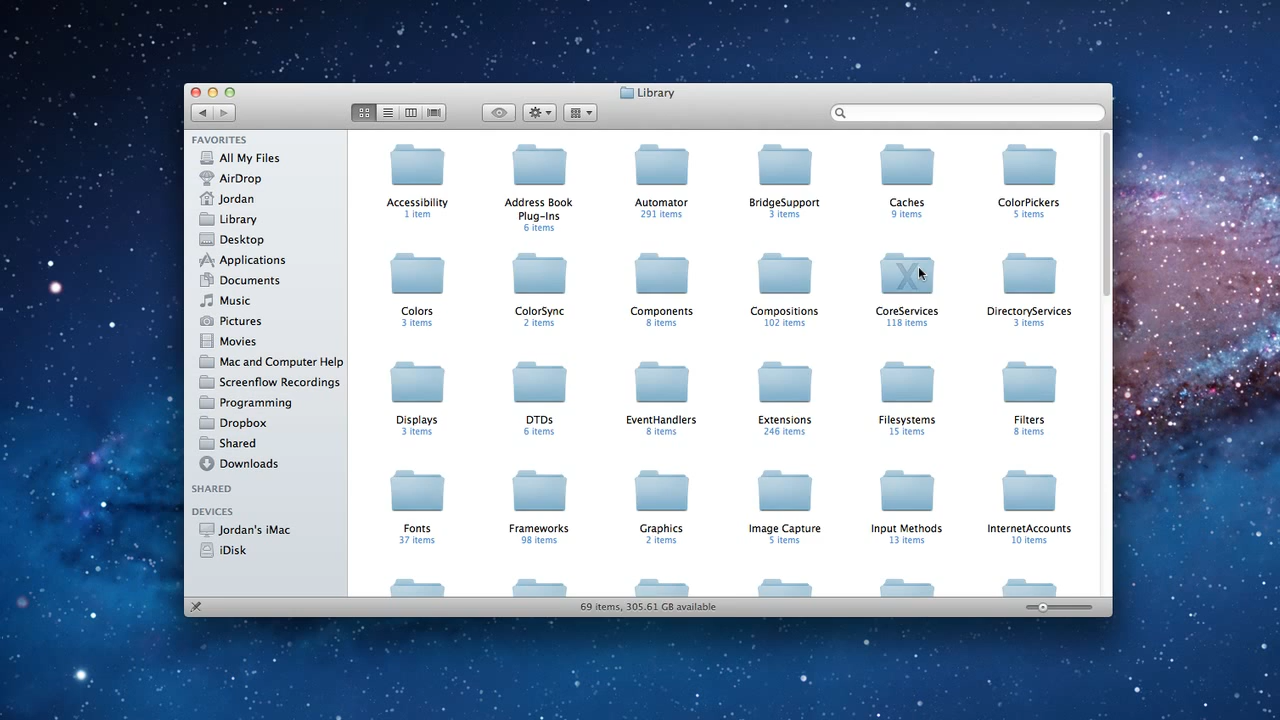 Library
FAVORITES
All My Files
AirDrop
Jordan
Library
Desktop
Applications
Documents
Music
Pictures
Movies
Mac and Computer Help
Screenflow Recordings
Programming
Dropbox
Shared
Downloads
SHARED
DEVICES
Jordan's iMac
iDisk
Accessibility
1 item
Address Book
Plug-Ins
6 items
Automator
291 items
BridgeSupport
3 items
Caches
9 items
ColorPickers
5 items
Colors
3 items
ColorSync
2 items
Components
8 items
Compositions
102 items
X
CoreServices
118 items
DirectoryServices
3 items
Displays
3 items
DTDs
6 items
EventHandlers
8 items
Extensions
246 items
Filesystems
15 items
Filters
8 items
Fonts
37 items
Frameworks
98 items
Graphics
2 items
Image Capture
5 items
Input Methods
13 items
InternetAccounts
10 items
69 items, 305.61 GB available